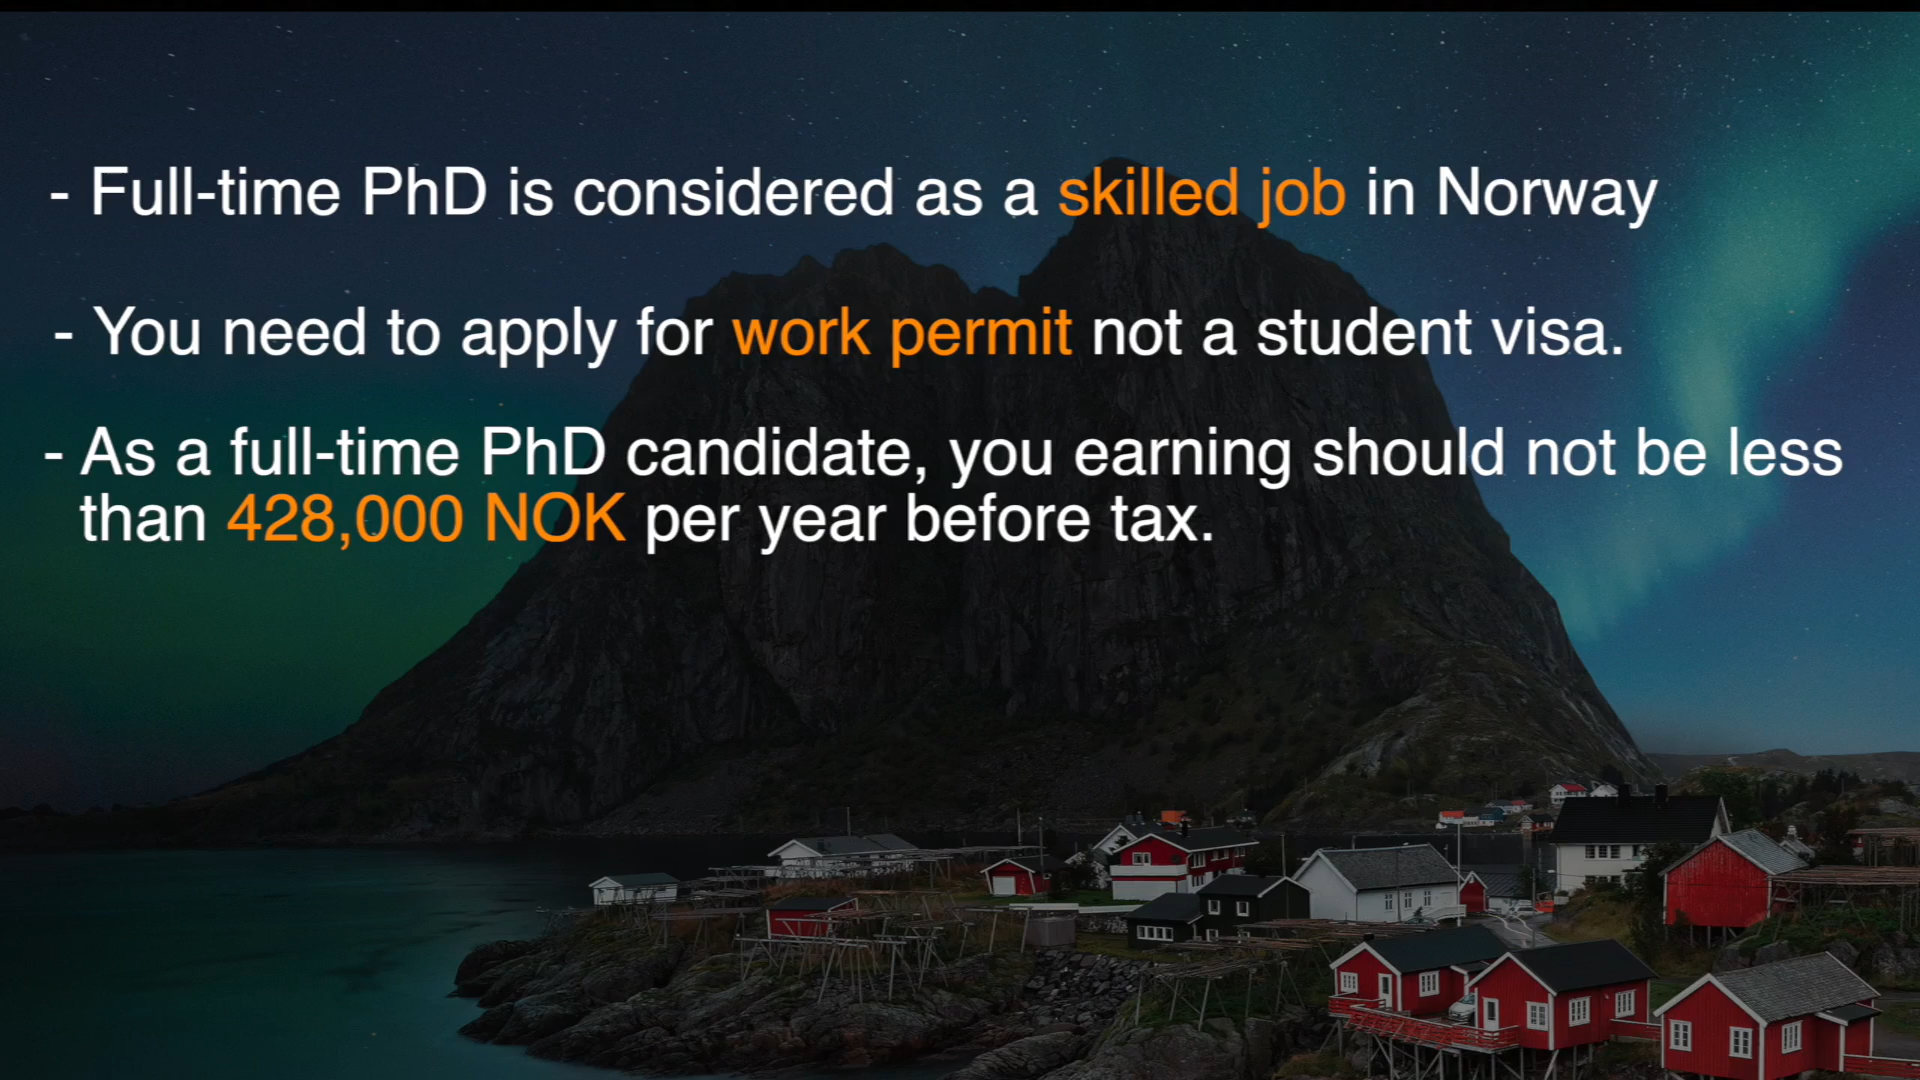 - Full-time PhD is considered as a skilled job in Norway
- You need to apply for work permit not a student visa.
- As a full-time PhD candidate, you earning should not be less
than 428,000 NOK per year before tax.